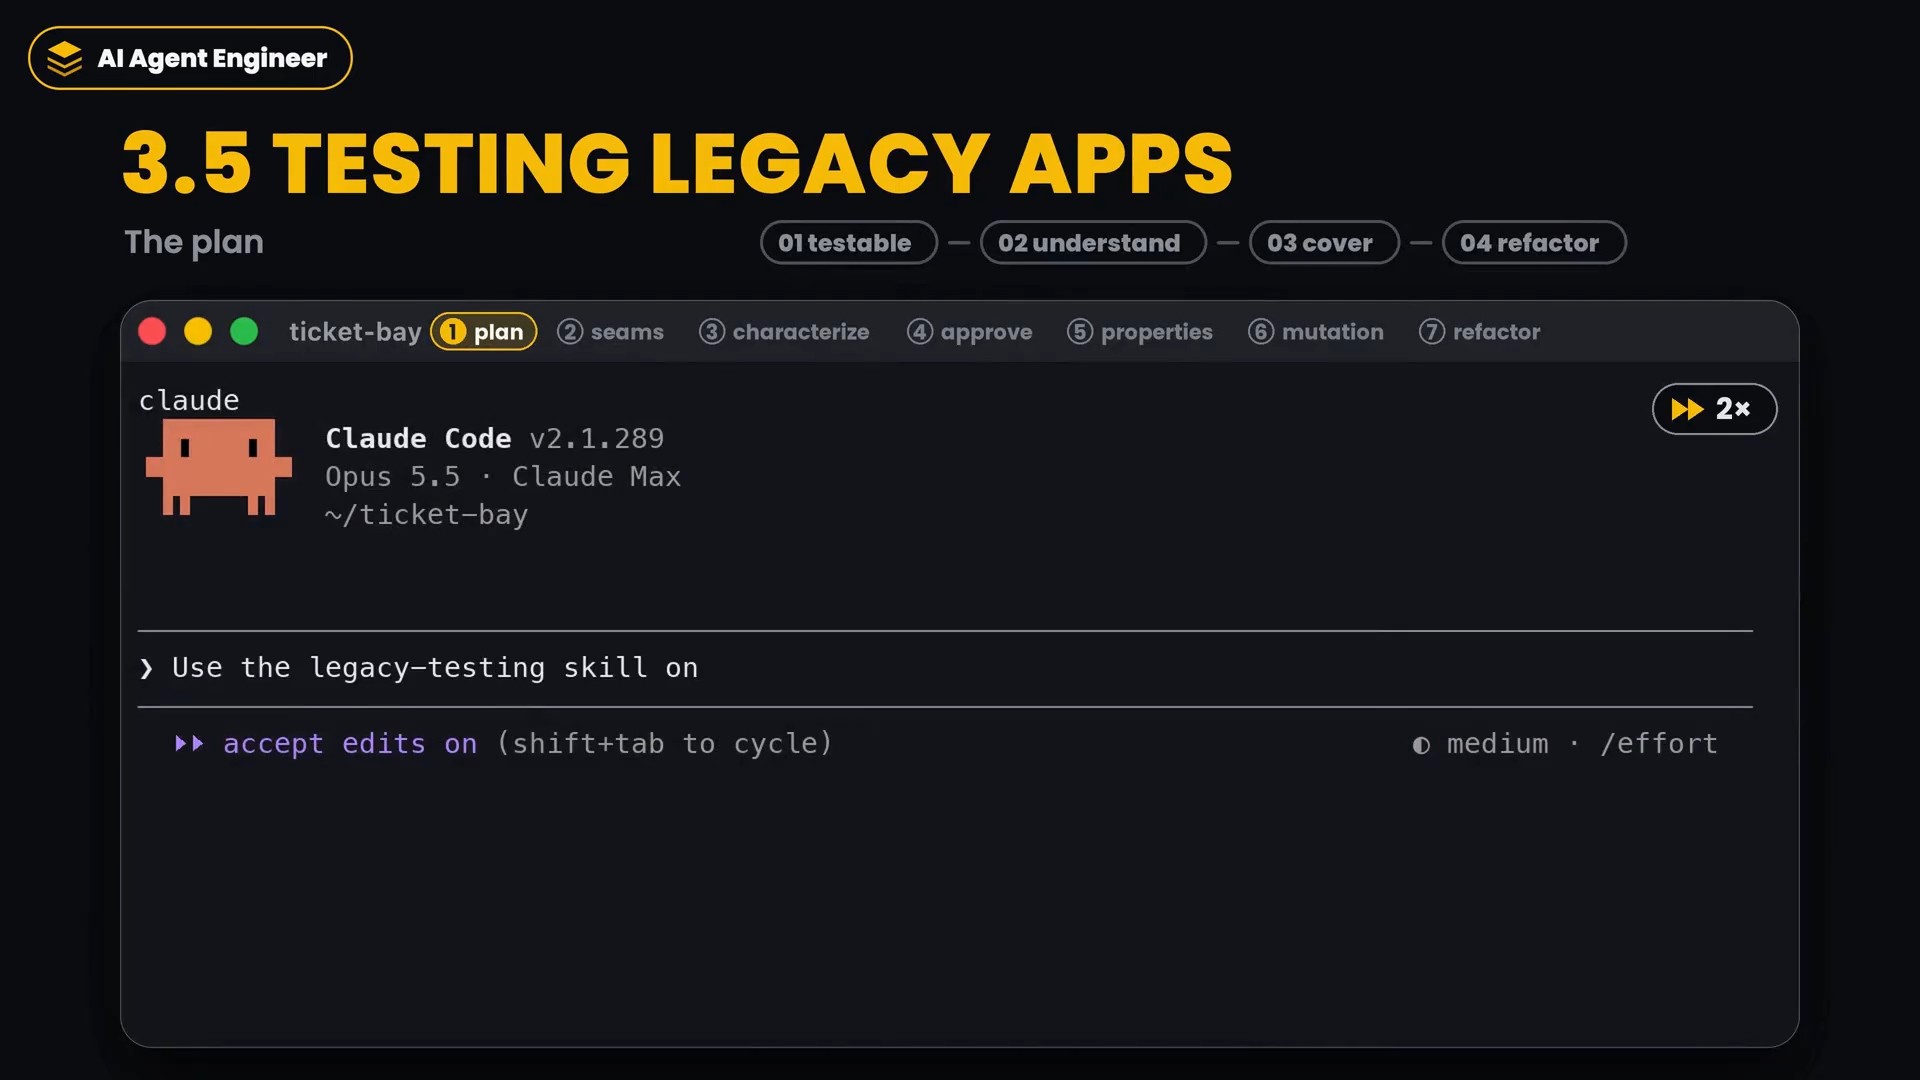 AI Agent Engineer
3.5 TESTING LEGACY APPS
The plan
01 testable — 02 understand — 03 cover — 04 refactor
ticket-bay 1 plan 2 seams 3 characterize 4 approve 5 properties 6 mutation 7 refactor
claude
2×
Claude Code v2.1.289
Opus 5.5 · Claude Max
~/ticket-bay
❯ Use the legacy-testing skill on
accept edits on (shift+tab to cycle) ◐ medium · /effort